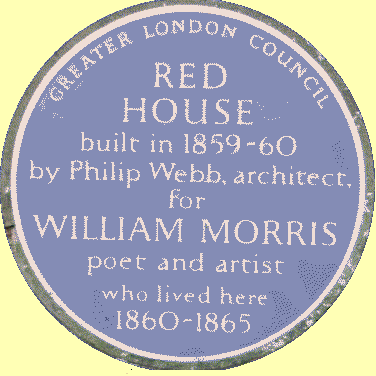 GREATER LONDON COUNCIL
RED
HOUSE
built in 1859-60
by Philip Webb, architect,
for
WILLIAM MORRIS
poet and artist
who lived here
1860-1865